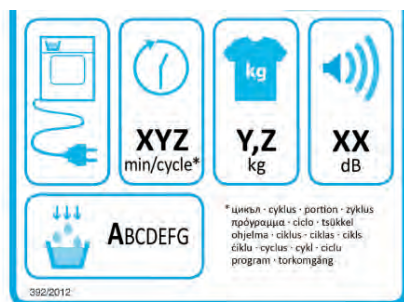 kg
XYZ
min/cycle*
Y,Z
kg
XX
dB
ABCDEFG
*цикъл · cyklus · portion · zyklus
πρόγραμμα · ciclo · tsükkel
ohjelma · ciklus · ciklas · cikls
ċiklu · cyclus · cykl · ciclu
program · torkomgång
392/2012